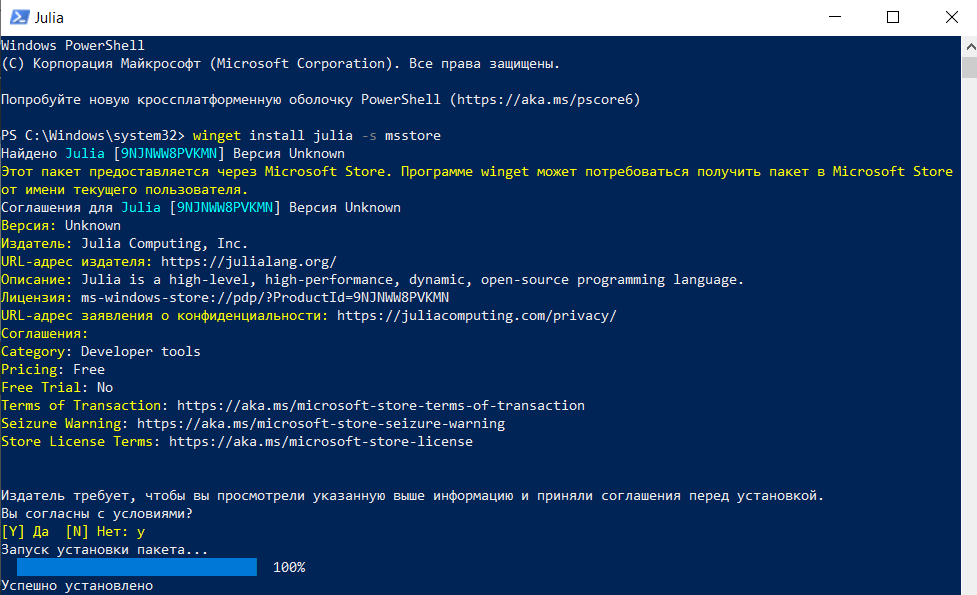 Julia
Windows PowerShell
(C) Корпорация Майкрософт (Microsoft Corporation). Все права защищены.
Попробуйте новую кроссплатформенную оболочку PowerShell (https://aka.ms/pscore6)
PS C:\Windows\system32> winget install julia -s msstore
Найдено Julia [9NJNWW8PVKMN] Версия Unknown
Этот пакет предоставляется через Microsoft Store. Программе winget может потребоваться получить пакет в Microsoft Store
от имени текущего пользователя.
Соглашения для Julia [9NJNWW8PVKMN] Версия Unknown
Версия: Unknown
Издатель: Julia Computing, Inc.
URL-адрес издателя: https://julialang.org/
Описание: Julia is a high-level, high-performance, dynamic, open-source programming language.
Лицензия: ms-windows-store://pdp/?ProductId=9NJNWW8PVKMN
URL-адрес заявления о конфиденциальности: https://juliacomputing.com/privacy/
Соглашения:
Category: Developer tools
Pricing: Free
Free Trial: No
Terms of Transaction: https://aka.ms/microsoft-store-terms-of-transaction
Seizure Warning: https://aka.ms/microsoft-store-seizure-warning
Store License Terms: https://aka.ms/microsoft-store-license
Издатель требует, чтобы вы просмотрели указанную выше информацию и приняли соглашения перед установкой.
Вы согласны с условиями?
[Y] Да  [N] Нет: y
Запуск установки пакета...
100%
Успешно установлено